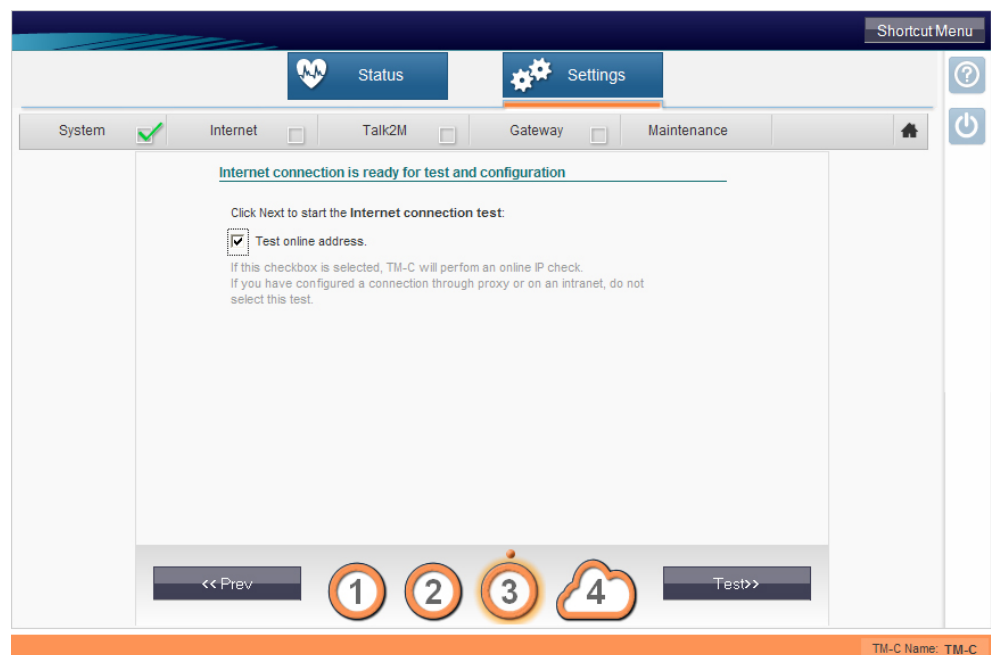 Shortcut Menu
Status
Settings
System
Internet
Talk2M
Gateway
Maintenance
Internet connection is ready for test and configuration
Click Next to start the Internet connection test:
Test online address.
If this checkbox is selected, TM-C will perfom an online IP check.
If you have configured a connection through proxy or on an intranet, do not
select this test.
<< Prev
1
2
3
4
Test>>
TM-C Name: TM-C